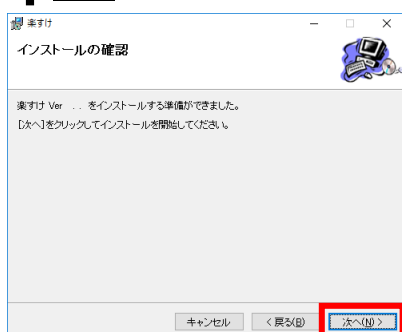 楽すけ
インストールの確認
楽すけ Ver . . をインストールする準備ができました。
[次へ]をクリックしてインストールを開始してください。
キャンセル
< 戻る(B)
次へ(N) >